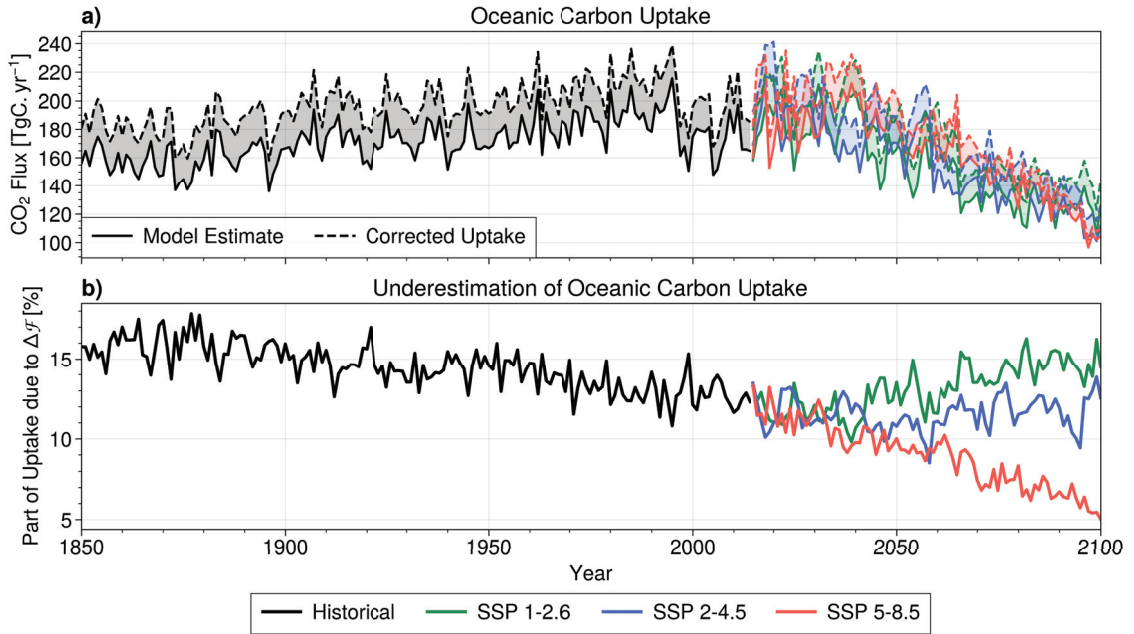 a) Oceanic Carbon Uptake
CO₂ Flux [TgC. yr⁻¹]
240
220
200
180
160
140
120
100
Model Estimate Corrected Uptake
b) Underestimation of Oceanic Carbon Uptake
Part of Uptake due to Δℱ [%]
15
10
5
1850 1900 1950 2000 2050 2100
Year
Historical SSP 1-2.6 SSP 2-4.5 SSP 5-8.5